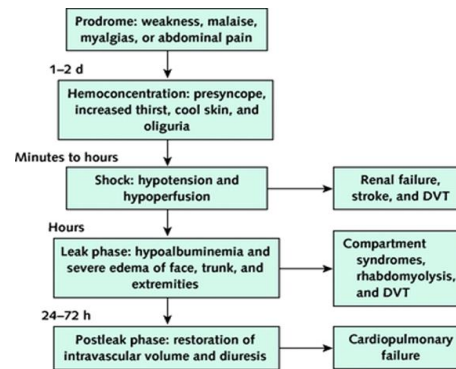 Prodrome: weakness, malaise,
myalgias, or abdominal pain
1–2 d
Hemoconcentration: presyncope,
increased thirst, cool skin, and
oliguria
Minutes to hours
Shock: hypotension and
hypoperfusion
Renal failure,
stroke, and DVT
Hours
Leak phase: hypoalbuminemia and
severe edema of face, trunk, and
extremities
Compartment
syndromes,
rhabdomyolysis,
and DVT
24–72 h
Postleak phase: restoration of
intravascular volume and diuresis
Cardiopulmonary
failure